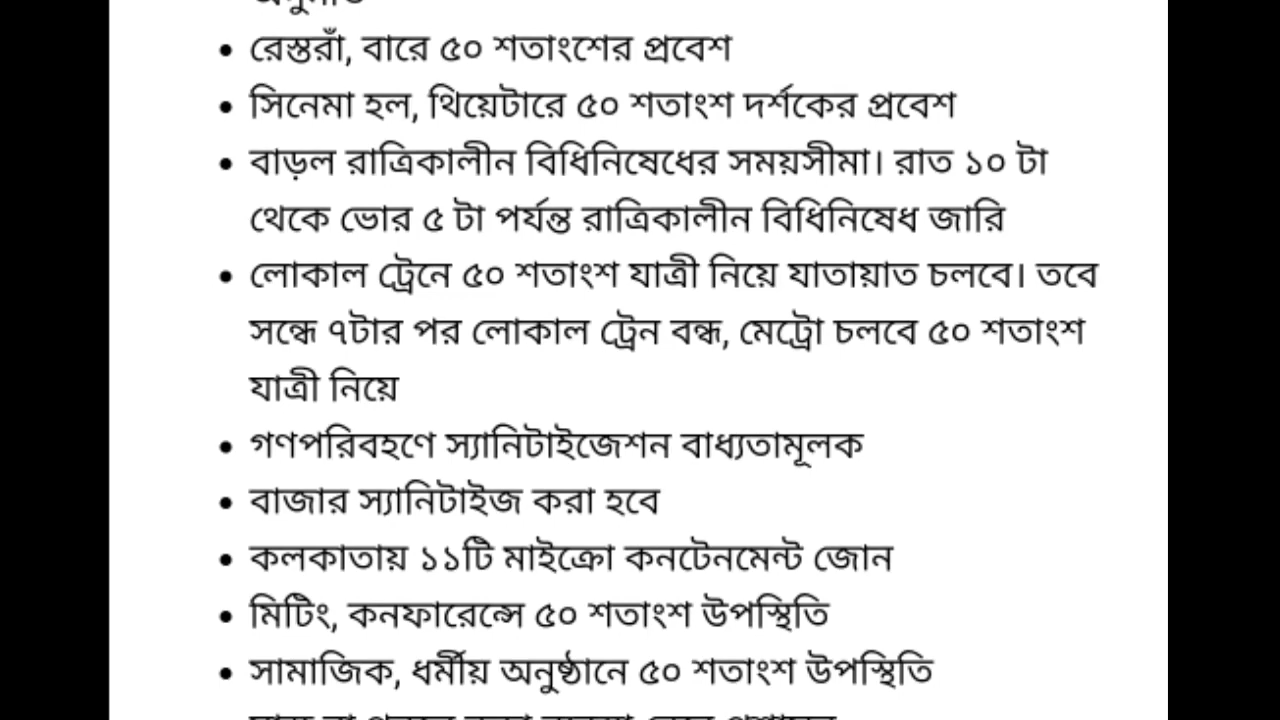 • রেস্তরাঁ, বারে ৫০ শতাংশের প্রবেশ
• সিনেমা হল, থিয়েটারে ৫০ শতাংশ দর্শকের প্রবেশ
• বাড়ল রাত্রিকালীন বিধিনিষেধের সময়সীমা। রাত ১০ টা
থেকে ভোর ৫ টা পর্যন্ত রাত্রিকালীন বিধিনিষেধ জারি
• লোকাল ট্রেনে ৫০ শতাংশ যাত্রী নিয়ে যাতায়াত চলবে। তবে
সন্ধে ৭টার পর লোকাল ট্রেন বন্ধ, মেট্রো চলবে ৫০ শতাংশ
যাত্রী নিয়ে
• গণপরিবহণে স্যানিটাইজেশন বাধ্যতামূলক
• বাজার স্যানিটাইজ করা হবে
• কলকাতায় ১১টি মাইক্রো কনটেনমেন্ট জোন
• মিটিং, কনফারেন্সে ৫০ শতাংশ উপস্থিতি
• সামাজিক, ধর্মীয় অনুষ্ঠানে ৫০ শতাংশ উপস্থিতি